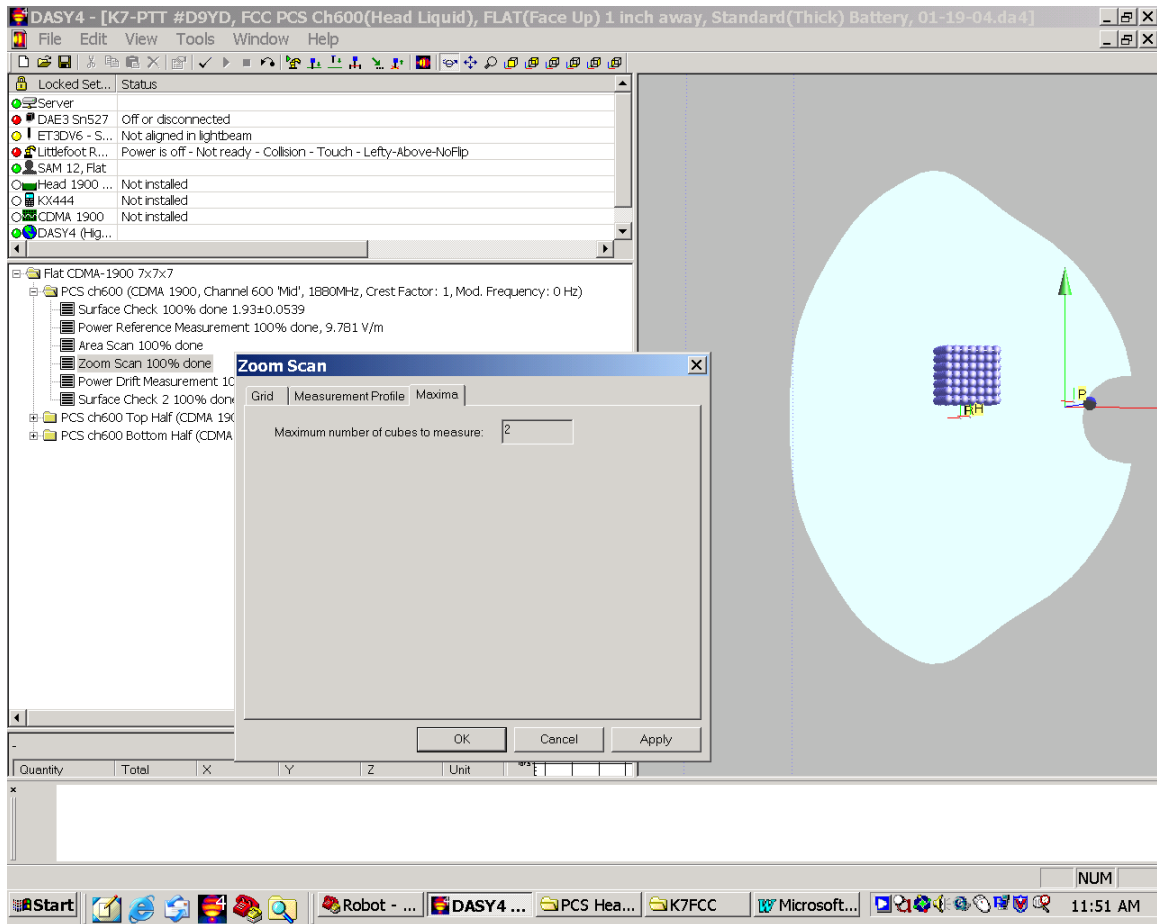 DASY4 - [K7-PTT #D9YD, FCC PCS Ch600(Head Liquid), FLAT(Face Up) 1 inch away, Standard(Thick) Battery, 01-19-04.da4]
File Edit View Tools Window Help
Locked Set... Status
Server
DAE3 Sn527 Off or disconnected
ET3DV6 - S... Not aligned in lightbeam
Littlefoot R... Power is off - Not ready - Collision - Touch - Lefty-Above-NoFlip
SAM 12, Flat
Head 1900 ... Not installed
KX444 Not installed
CDMA 1900 Not installed
DASY4 (Hig...
Flat CDMA-1900 7x7x7
PCS ch600 (CDMA 1900, Channel 600 'Mid', 1880MHz, Crest Factor: 1, Mod. Frequency: 0 Hz)
Surface Check 100% done 1.93±0.0539
Power Reference Measurement 100% done, 9.781 V/m
Area Scan 100% done
Zoom Scan 100% done
Power Drift Measurement 10
Surface Check 2 100% done
PCS ch600 Top Half (CDMA 190
PCS ch600 Bottom Half (CDMA
Zoom Scan
Grid Measurement Profile Maxima
Maximum number of cubes to measure: 2
OK Cancel Apply
P
H
-
Quantity Total X Y Z Unit
NUM
Start Robot - ... DASY4 ... PCS Hea... K7FCC Microsoft... 11:51 AM